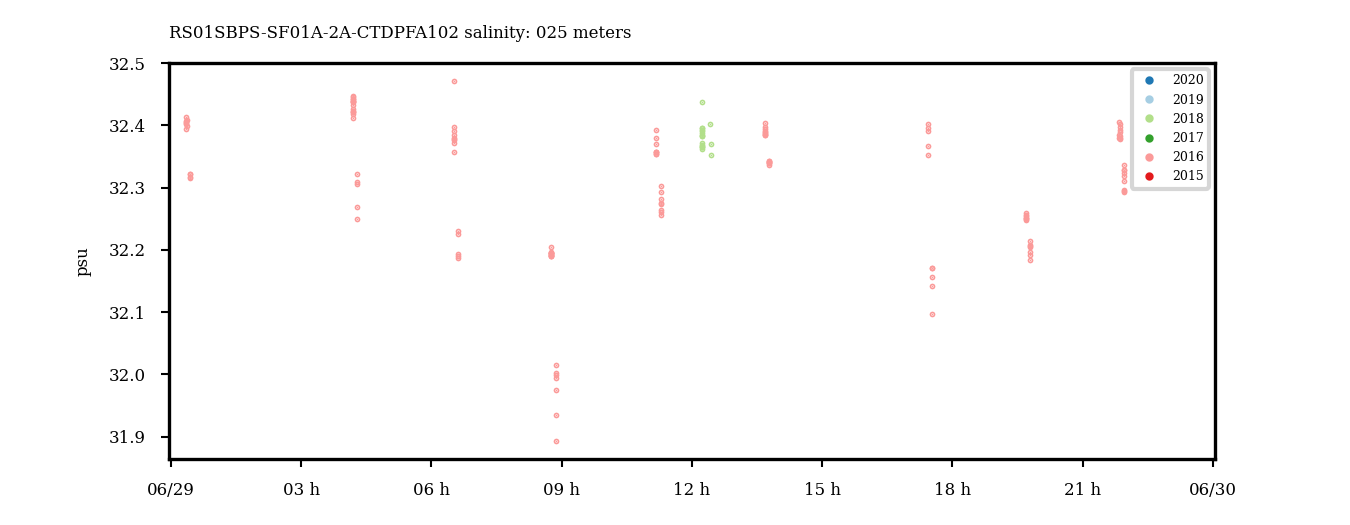 RS01SBPS-SF01A-2A-CTDPFA102 salinity: 025 meters
32.5
32.4
32.3
32.2
32.1
32.0
31.9
psu
06/29
03 h
06 h
09 h
12 h
15 h
18 h
21 h
06/30
2020
2019
2018
2017
2016
2015